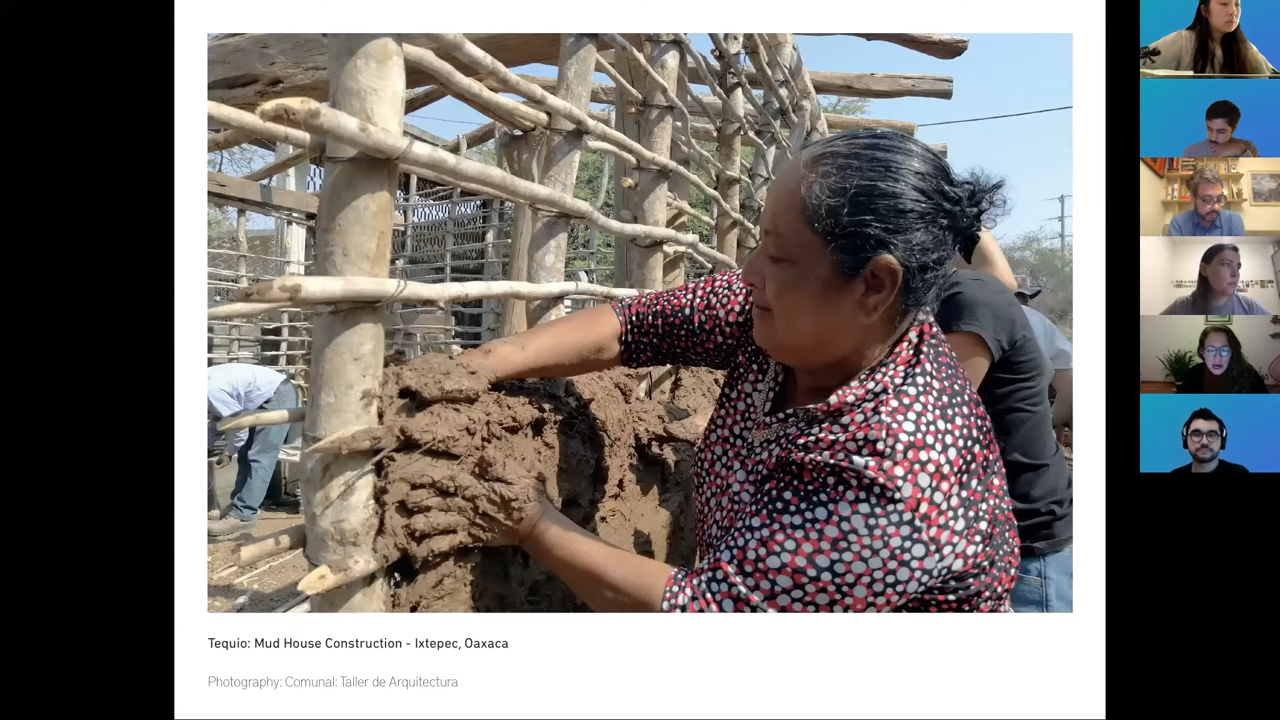 Tequio: Mud House Construction - Ixtepec, Oaxaca
Photography: Comunal: Taller de Arquitectura